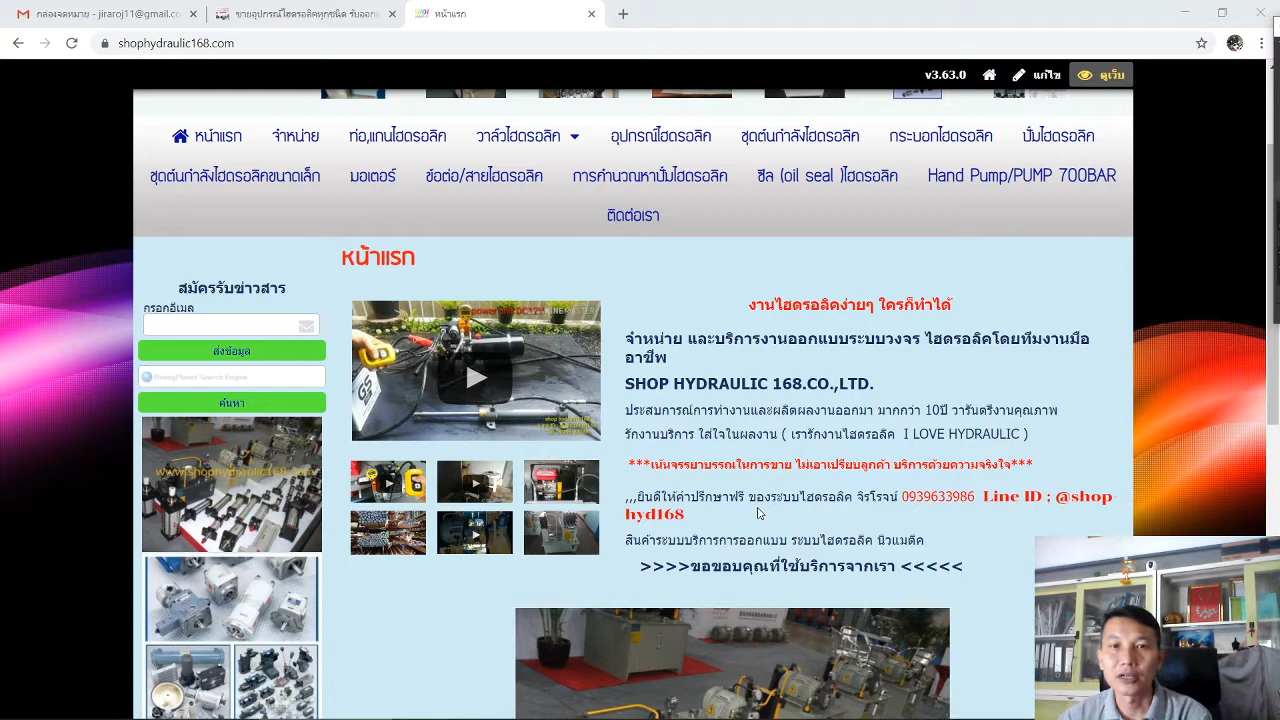 กล่องจดหมาย - jiraroj11@gmail.co
ขายอุปกรณ์ไฮดรอลิคทุกชนิด รับออกแ
หน้าแรก
shophydraulic168.com
v3.63.0 แก้ไข ดูเว็บ
หน้าแรก จำหน่าย ท่อ,แกนไฮดรอลิค วาล์วไฮดรอลิค อุปกรณ์ไฮดรอลิค ชุดต้นกำลังไฮดรอลิค กระบอกไฮดรอลิค ปั๊มไฮดรอลิค
ชุดต้นกำลังไฮดรอลิคขนาดเล็ก มอเตอร์ ข้อต่อ/สายไฮดรอลิค การคำนวณหาปั๊มไฮดรอลิค ซีล (oil seal )ไฮดรอลิค Hand Pump/PUMP 700BAR
ติดต่อเรา
หน้าแรก
สมัครรับข่าวสาร
กรอกอีเมล
ส่งข้อมูล
ReadyPlanet Search Engine
ค้นหา
www.shophydraulic168.com
power unit DC12V KINEMASTER
งานไฮดรอลิคง่ายๆ ใครก็ทำได้
จำหน่าย และบริการงานออกแบบระบบวงจร ไฮดรอลิคโดยทีมงานมือ
อาชีพ
SHOP HYDRAULIC 168.CO.,LTD.
ประสบการณ์การทำงานและผลิตผลงานออกมา มากกว่า 10ปี วารันตรีงานคุณภาพ
รักงานบริการ ใส่ใจในผลงาน ( เรารักงานไฮดรอลิค I LOVE HYDRAULIC )
***เน้นจรรยาบรรณในการขาย ไม่เอาเปรียบลูกค้า บริการด้วยความจริงใจ***
,,,ยินดีให้คำปรึกษาฟรี ของระบบไฮดรอลิค จิรโรจน์ 0939633986 Line ID ; @shop-
hyd168
สินค้าระบบบริการการออกแบบ ระบบไฮดรอลิค นิวแมติค
>>>>ขอขอบคุณที่ใช้บริการจากเรา <<<<<